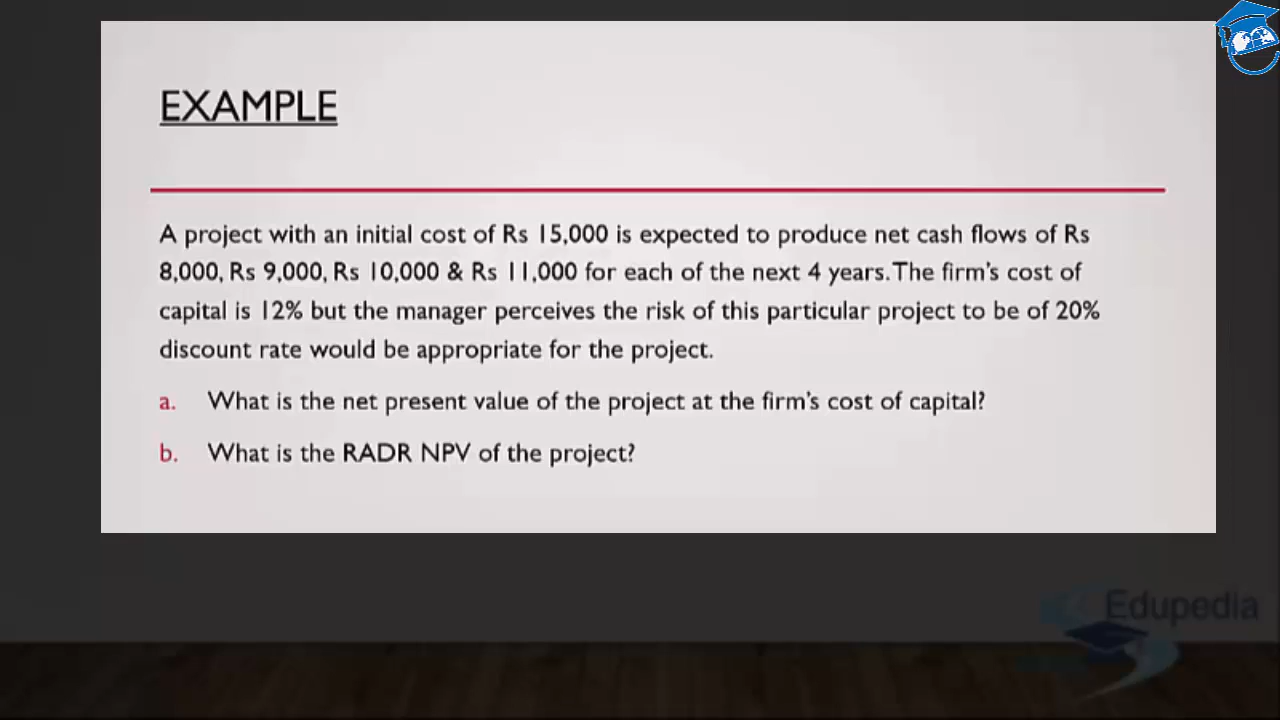 EXAMPLE
A project with an initial cost of Rs 15,000 is expected to produce net cash flows of Rs
8,000, Rs 9,000, Rs 10,000 & Rs 11,000 for each of the next 4 years. The firm's cost of
capital is 12% but the manager perceives the risk of this particular project to be of 20%
discount rate would be appropriate for the project.
a. What is the net present value of the project at the firm's cost of capital?
b. What is the RADR NPV of the project?
Edupedia